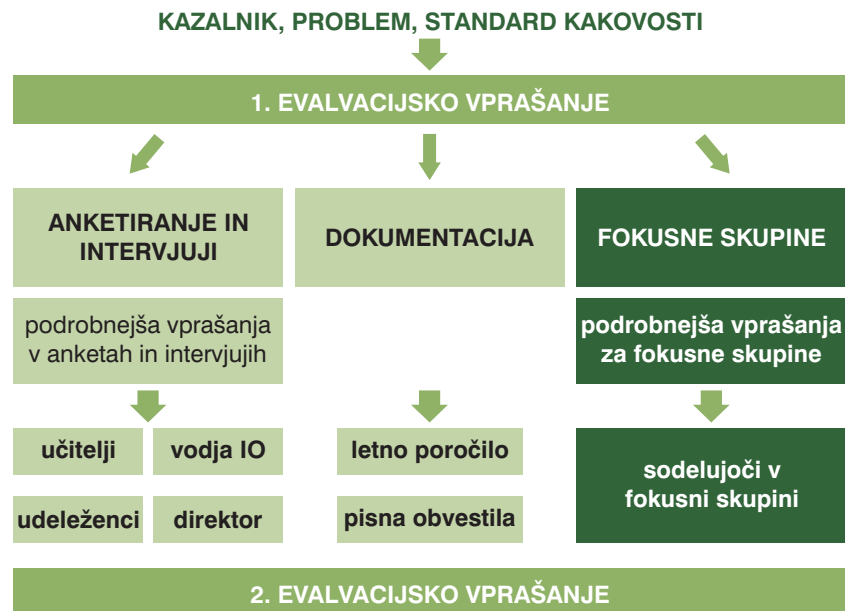 KAZALNIK, PROBLEM, STANDARD KAKOVOSTI
1. EVALVACIJSKO VPRAŠANJE
ANKETIRANJE IN
INTERVJUJI
DOKUMENTACIJA
FOKUSNE SKUPINE
podrobnejša vprašanja
v anketah in intervjujih
podrobnejša vprašanja
za fokusne skupine
učitelji
vodja IO
udeleženci
direktor
letno poročilo
pisna obvestila
sodelujoči v
fokusni skupini
2. EVALVACIJSKO VPRAŠANJE